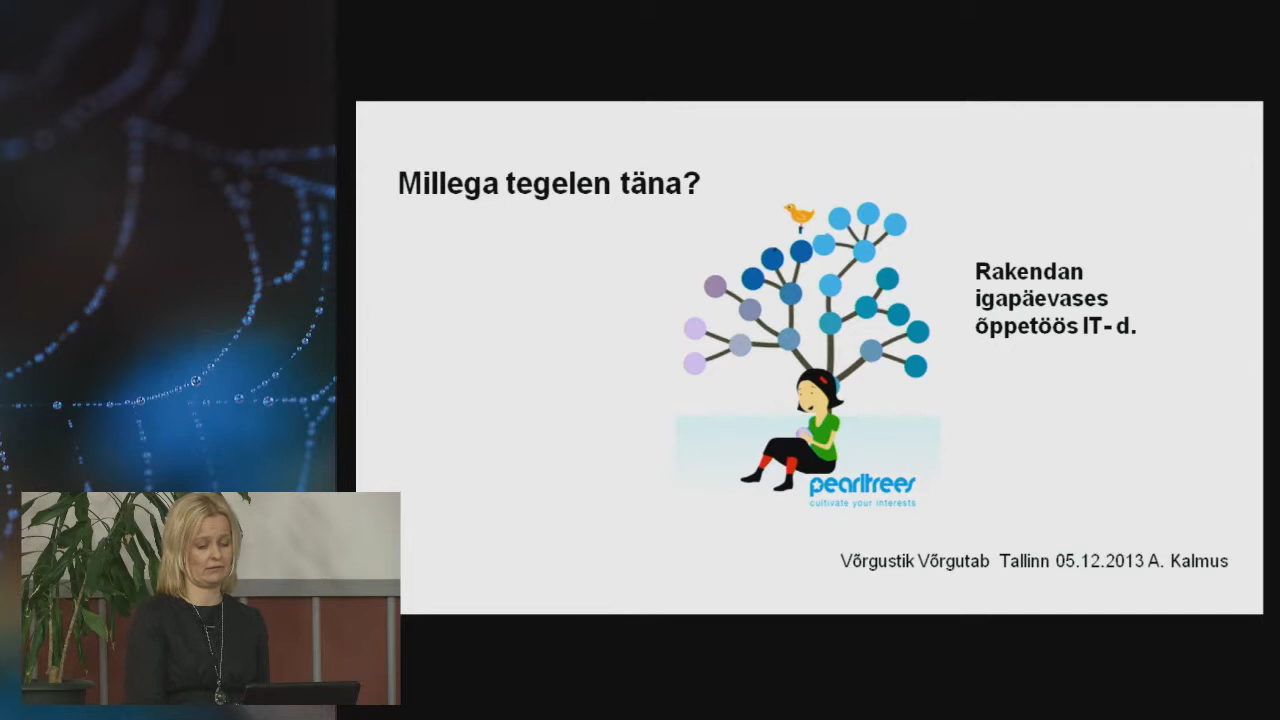 Millega tegelen täna?
Rakendan
igapäevases
õppetöös IT- d.
pearltrees
cultivate your interests
Võrgustik Võrgutab Tallinn 05.12.2013 A. Kalmus